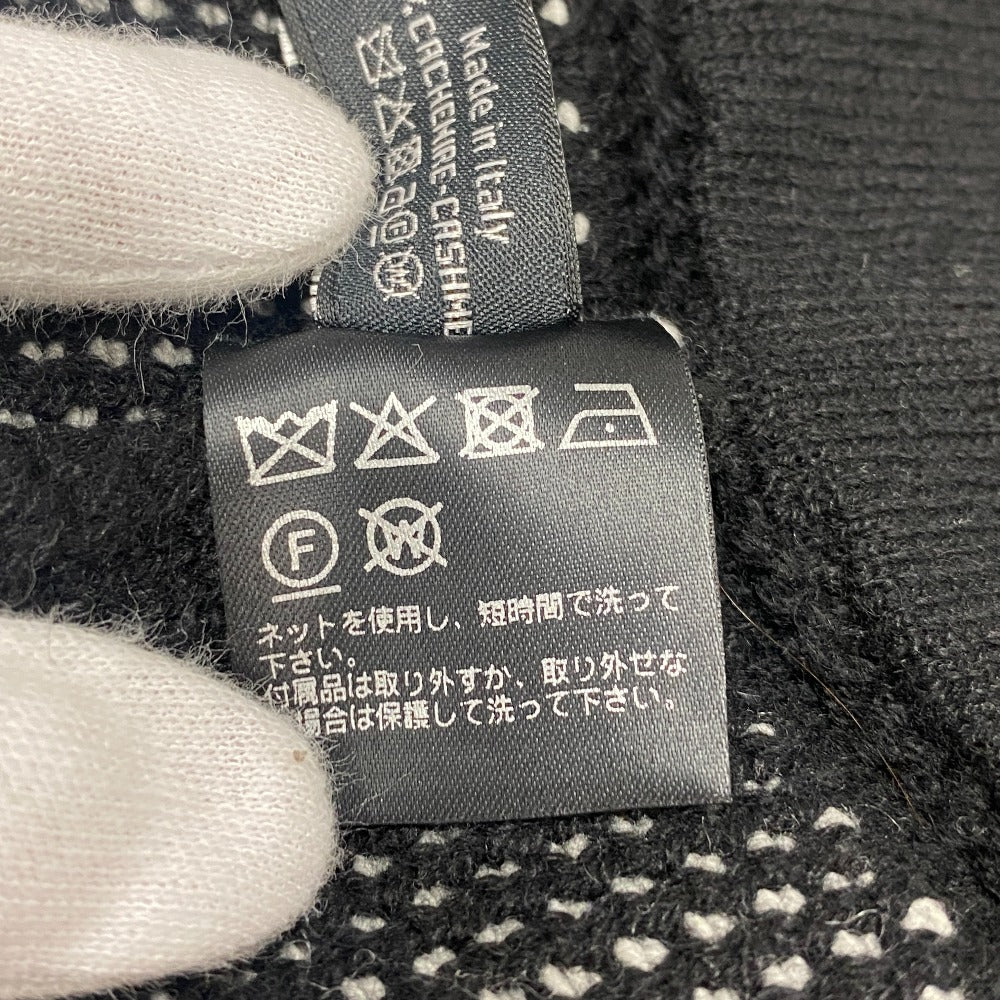 Made in Italy
CACHEMIRE-CASHME
W
F
W
ネットを使用し、短時間で洗って
下さい。
付属品は取り外すか、取り外せな
場合は保護して洗って下さい。